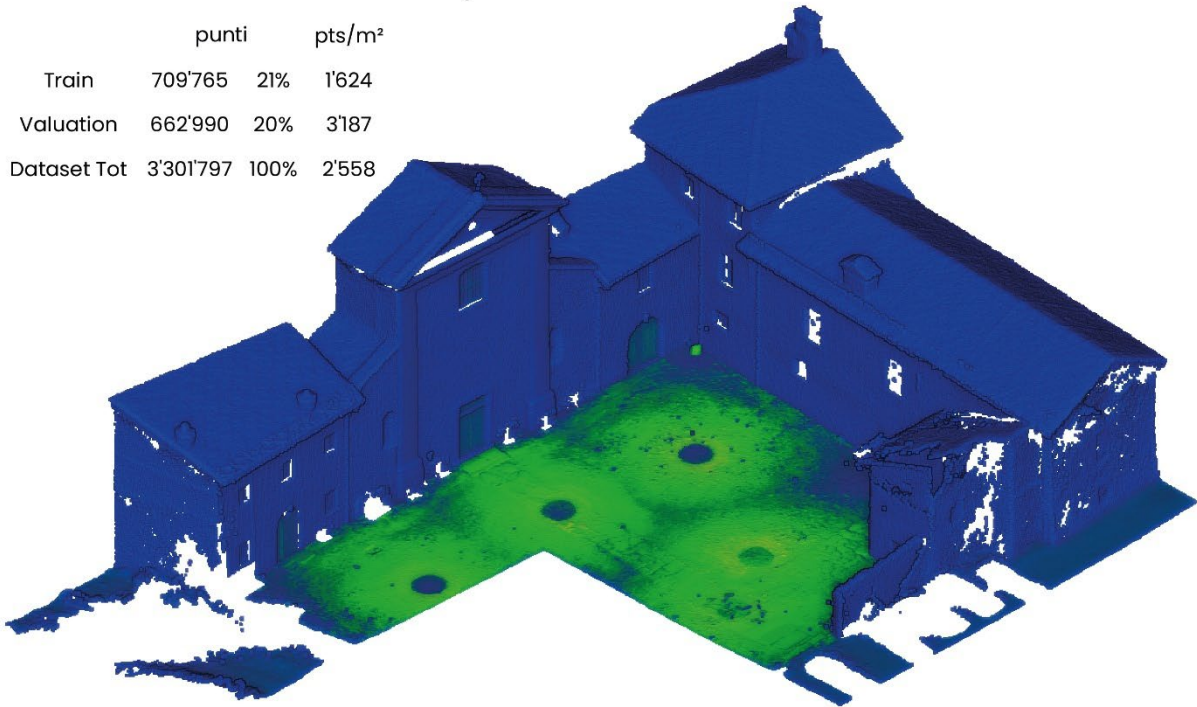 punti pts/m²
Train 709'765 21% 1'624
Valuation 662'990 20% 3'187
Dataset Tot 3'301'797 100% 2'558